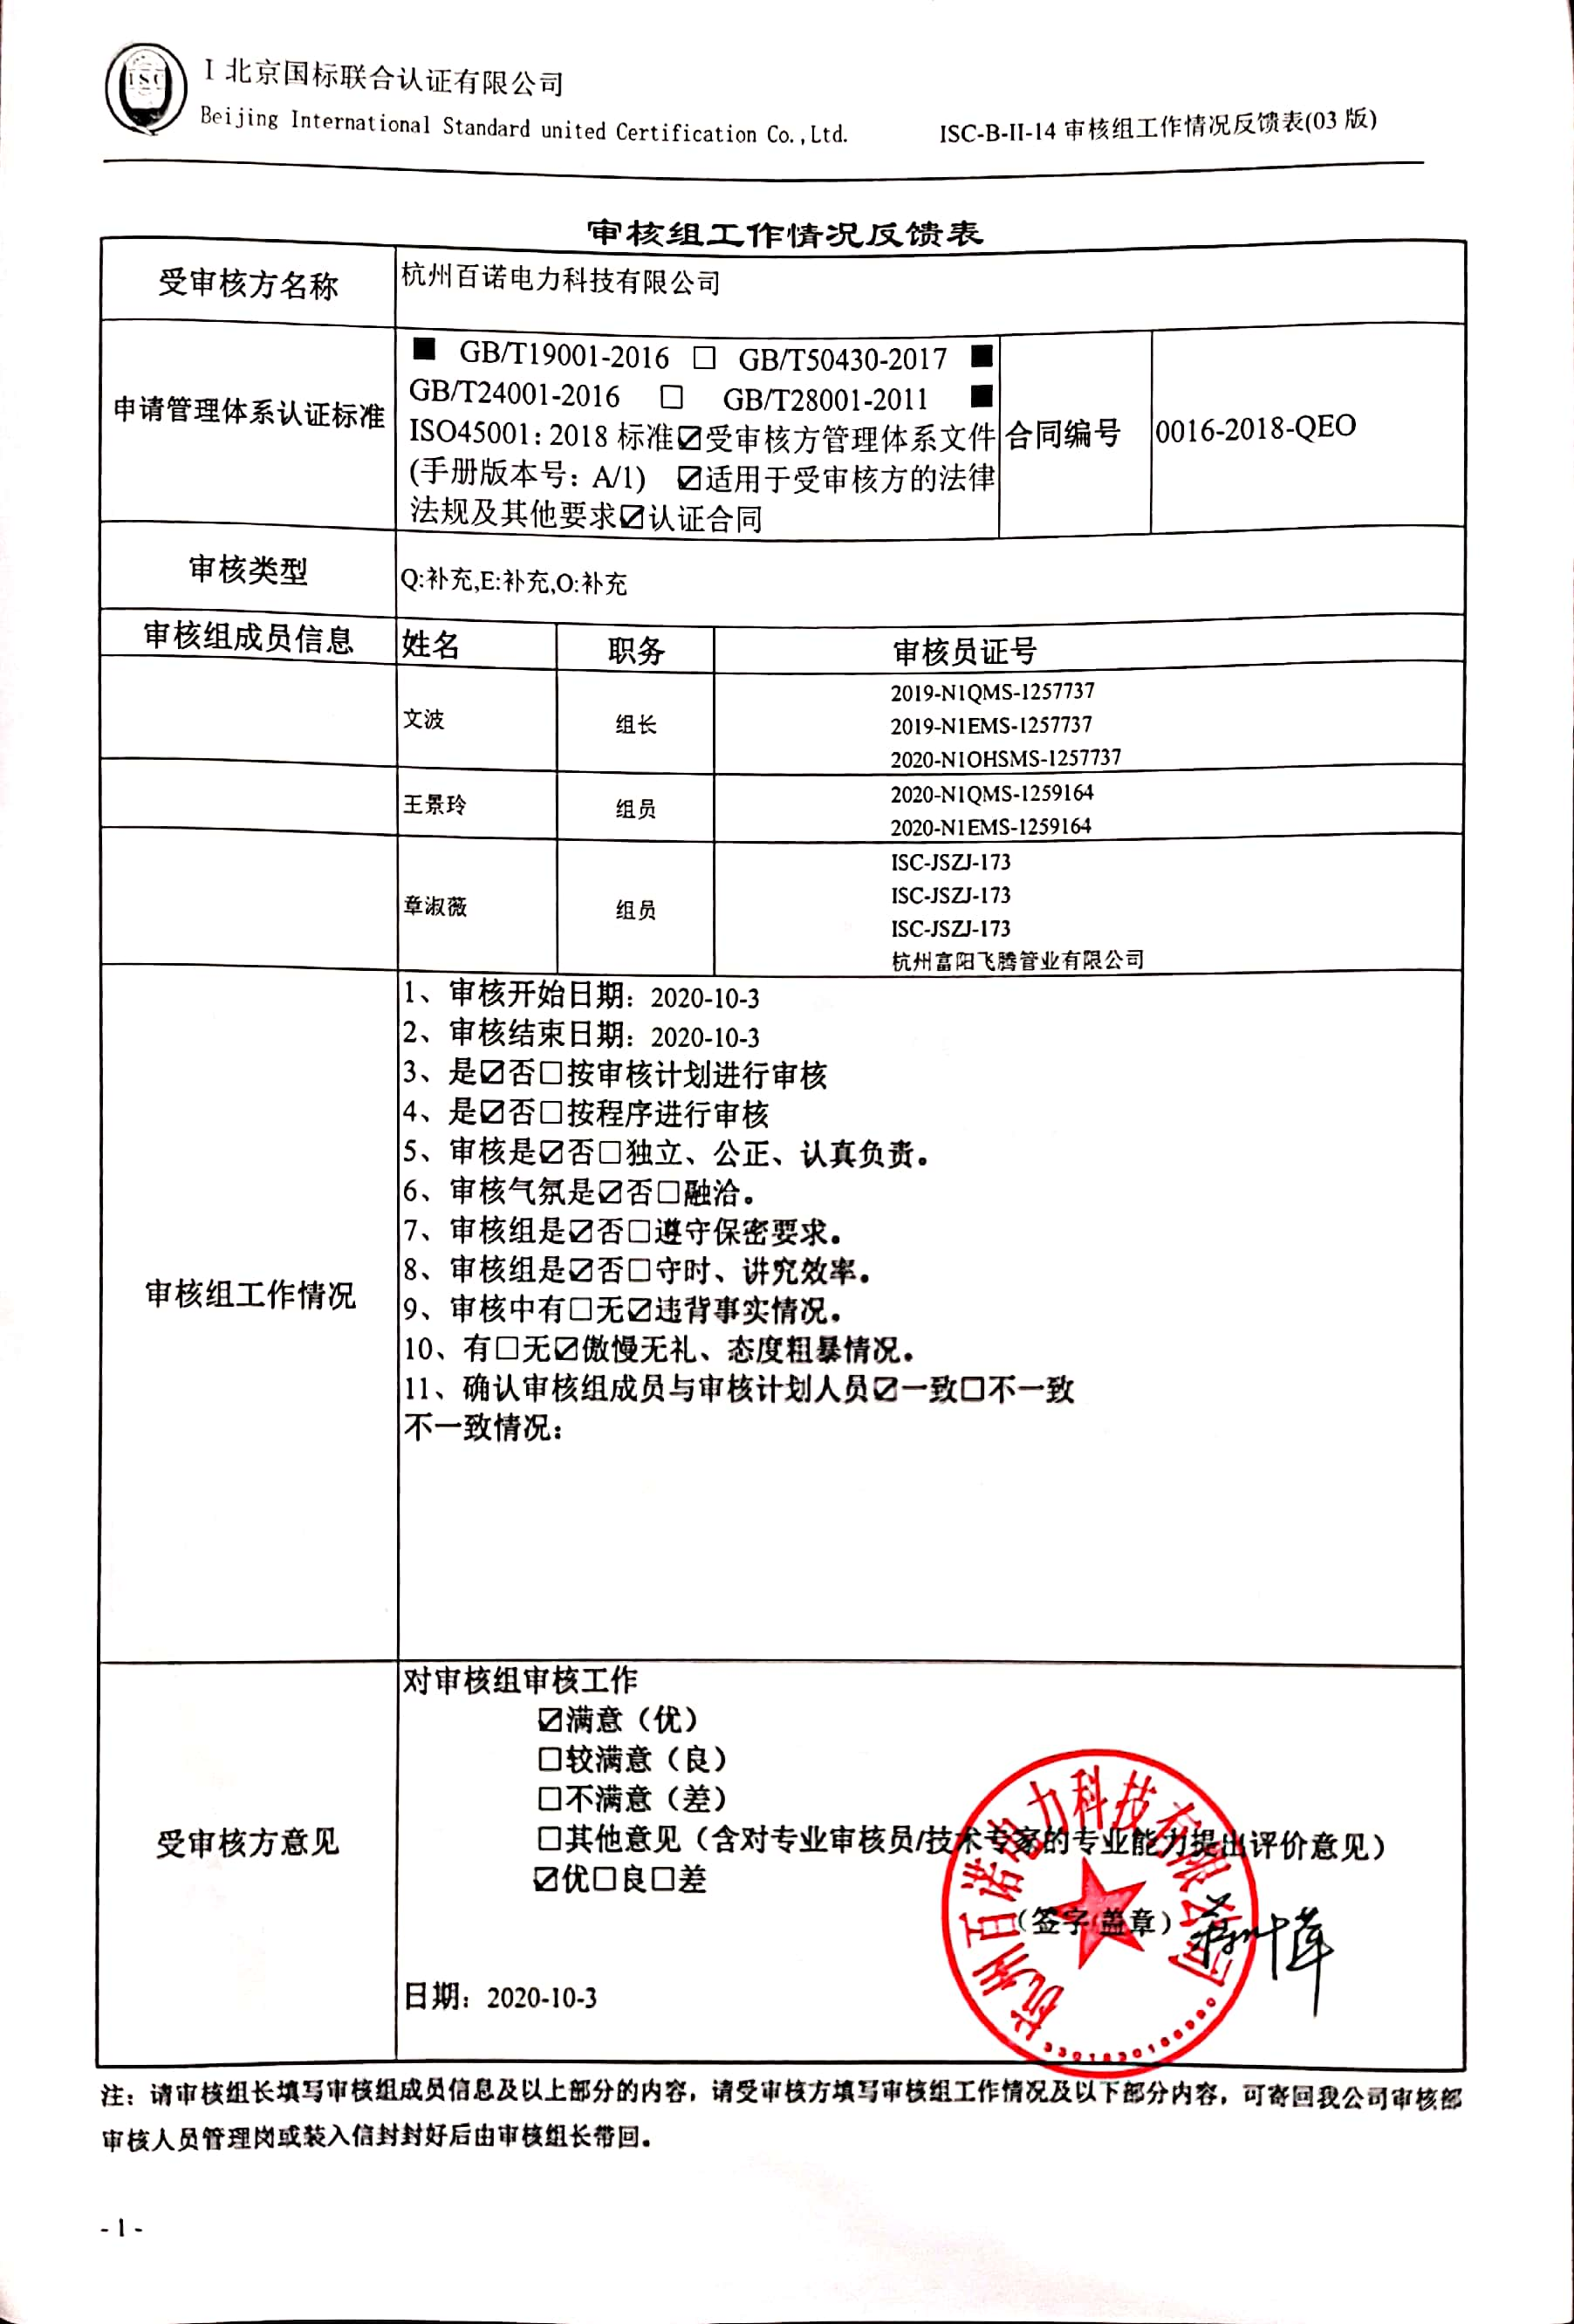 ISC
I 北京国标联合认证有限公司
Beijing International Standard united Certification Co.,Ltd.
ISC-B-II-14 审核组工作情况反馈表(03 版)
审核组工作情况反馈表
受审核方名称
杭州百诺电力科技有限公司
申请管理体系认证标准
■ GB/T19001-2016 □ GB/T50430-2017 ■
GB/T24001-2016 □ GB/T28001-2011 ■
ISO45001：2018 标准☑受审核方管理体系文件
(手册版本号：A/1) ☑适用于受审核方的法律
法规及其他要求☑认证合同
合同编号
0016-2018-QEO
审核类型
Q:补充,E:补充,O:补充
审核组成员信息
姓名
职务
审核员证号
文波
组长
2019-N1QMS-1257737
2019-N1EMS-1257737
2020-N1OHSMS-1257737
王景玲
组员
2020-N1QMS-1259164
2020-N1EMS-1259164
章淑薇
组员
ISC-JSZJ-173
ISC-JSZJ-173
ISC-JSZJ-173
杭州富阳飞腾管业有限公司
审核组工作情况
1、审核开始日期：2020-10-3
2、审核结束日期：2020-10-3
3、是☑否□按审核计划进行审核
4、是☑否□按程序进行审核
5、审核是☑否□独立、公正、认真负责。
6、审核气氛是☑否□融洽。
7、审核组是☑否□遵守保密要求。
8、审核组是☑否□守时、讲究效率。
9、审核中有□无☑违背事实情况。
10、有□无☑傲慢无礼、态度粗暴情况。
11、确认审核组成员与审核计划人员☑一致□不一致
不一致情况：
受审核方意见
对审核组审核工作
☑满意（优）
□较满意（良）
□不满意（差）
□其他意见（含对专业审核员/技术专家的专业能力提出评价意见）
☑优□良□差
（签字/盖章）
杭州百诺电力科技有限公司
日期：2020-10-3
注：请审核组长填写审核组成员信息及以上部分的内容，请受审核方填写审核组工作情况及以下部分内容，可寄回我公司审核部
审核人员管理岗或装入信封封好后由审核组长带回。
- 1 -